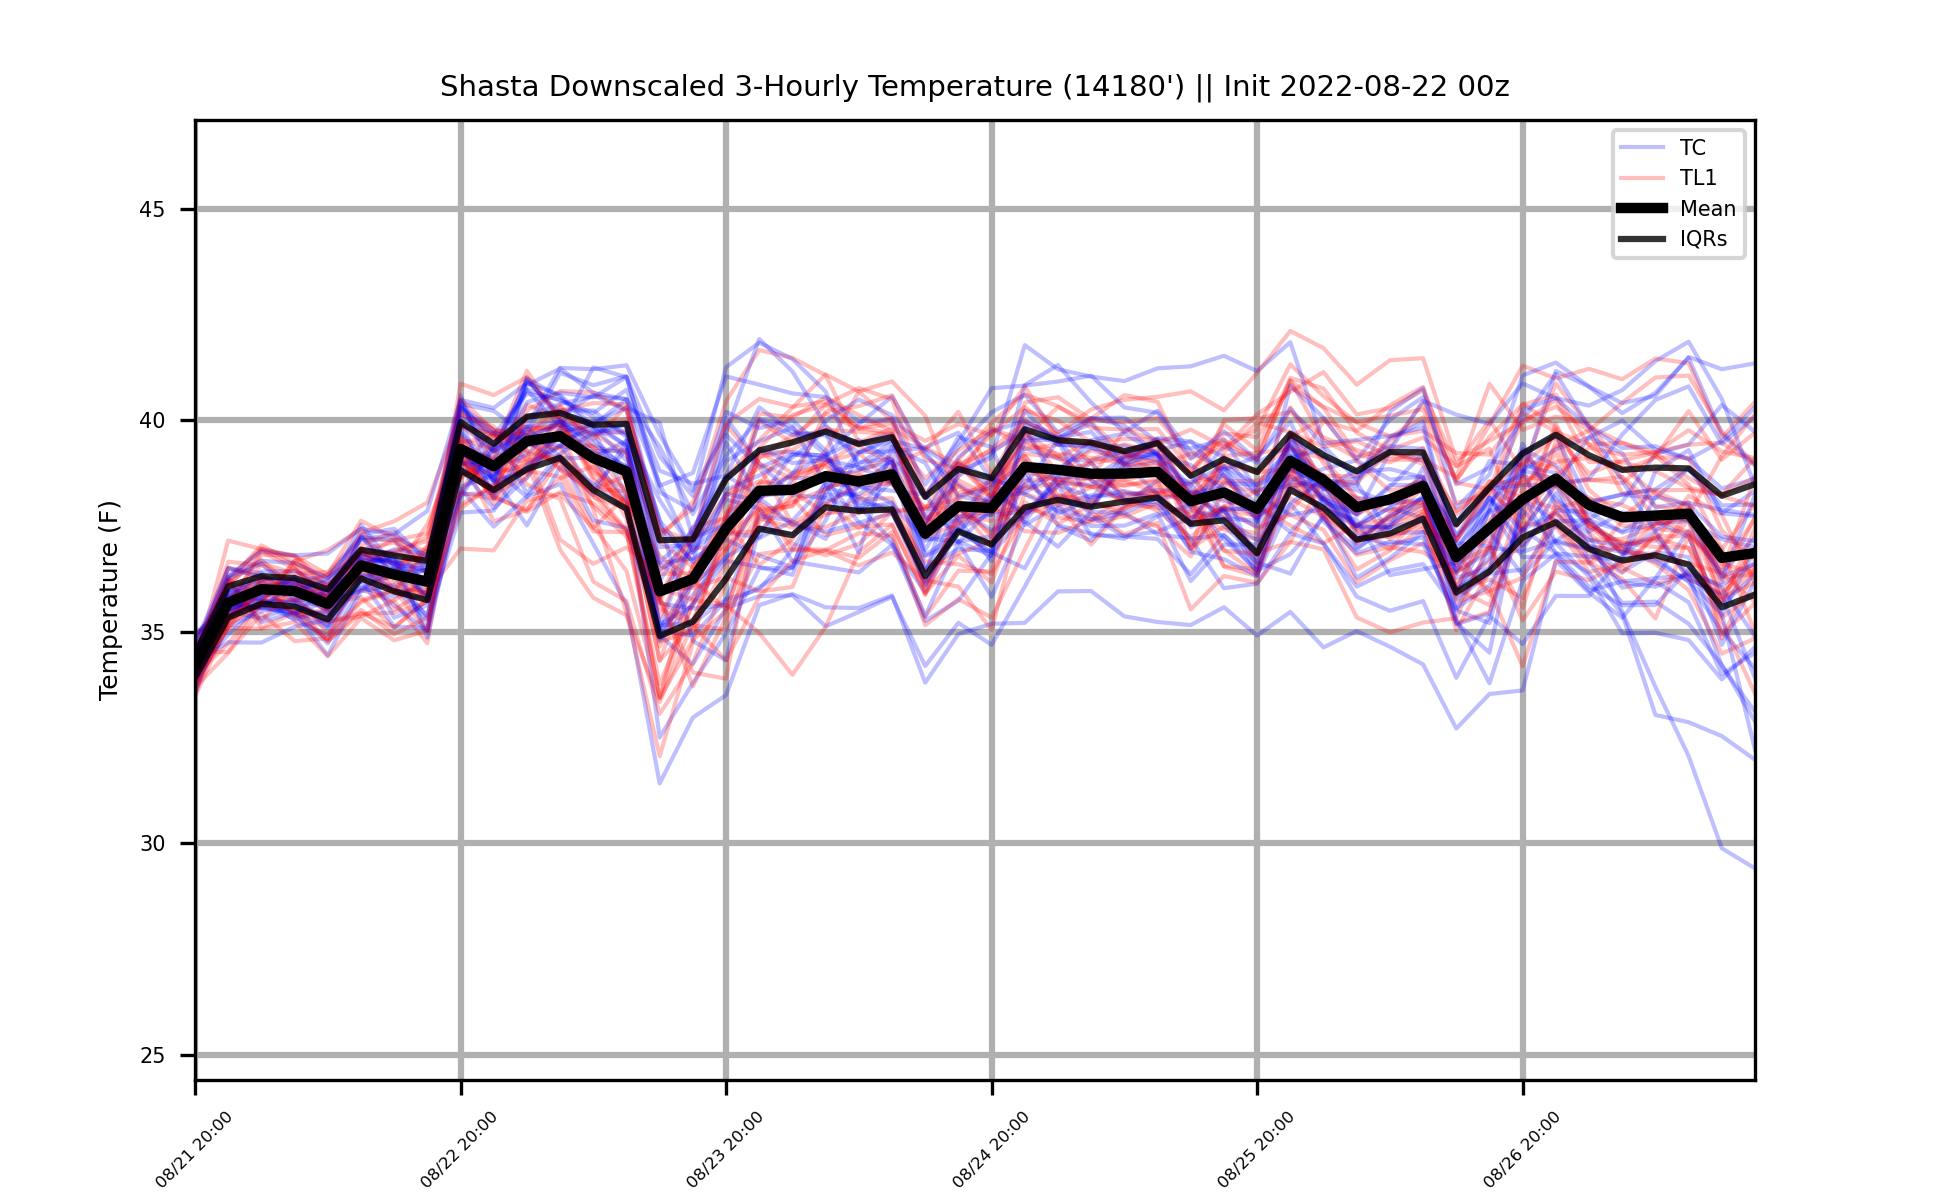 Shasta Downscaled 3-Hourly Temperature (14180') || Init 2022-08-22 00z
TC
TL1
Mean
IQRs
Temperature (F)
45
40
35
30
25
08/21 20:00
08/22 20:00
08/23 20:00
08/24 20:00
08/25 20:00
08/26 20:00